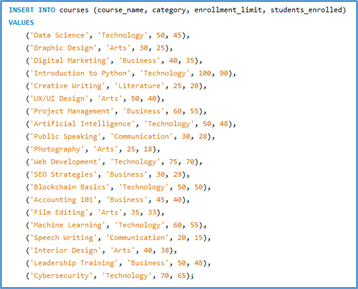 INSERT INTO courses (course_name, category, enrollment_limit, students_enrolled)
VALUES
('Data Science', 'Technology', 50, 45),
('Graphic Design', 'Arts', 30, 25),
('Digital Marketing', 'Business', 40, 35),
('Introduction to Python', 'Technology', 100, 90),
('Creative Writing', 'Literature', 25, 20),
('UX/UI Design', 'Arts', 50, 40),
('Project Management', 'Business', 60, 55),
('Artificial Intelligence', 'Technology', 50, 48),
('Public Speaking', 'Communication', 30, 28),
('Photography', 'Arts', 25, 18),
('Web Development', 'Technology', 75, 70),
('SEO Strategies', 'Business', 30, 29),
('Blockchain Basics', 'Technology', 50, 50),
('Accounting 101', 'Business', 45, 40),
('Film Editing', 'Arts', 35, 33),
('Machine Learning', 'Technology', 60, 55),
('Speech Writing', 'Communication', 20, 15),
('Interior Design', 'Arts', 40, 38),
('Leadership Training', 'Business', 50, 48),
('Cybersecurity', 'Technology', 70, 65);